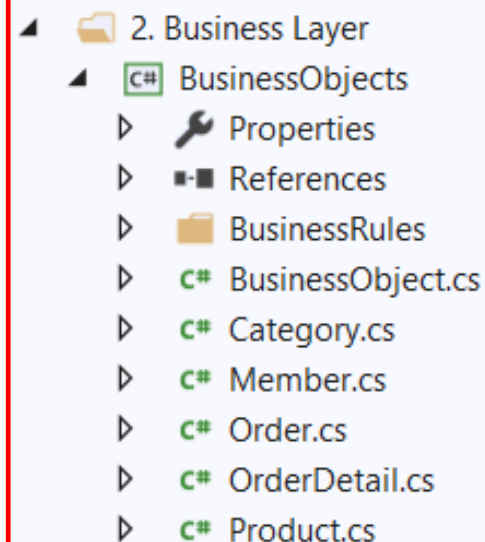 2. Business Layer
C# BusinessObjects
Properties
References
BusinessRules
C# BusinessObject.cs
C# Category.cs
C# Member.cs
C# Order.cs
C# OrderDetail.cs
C# Product.cs